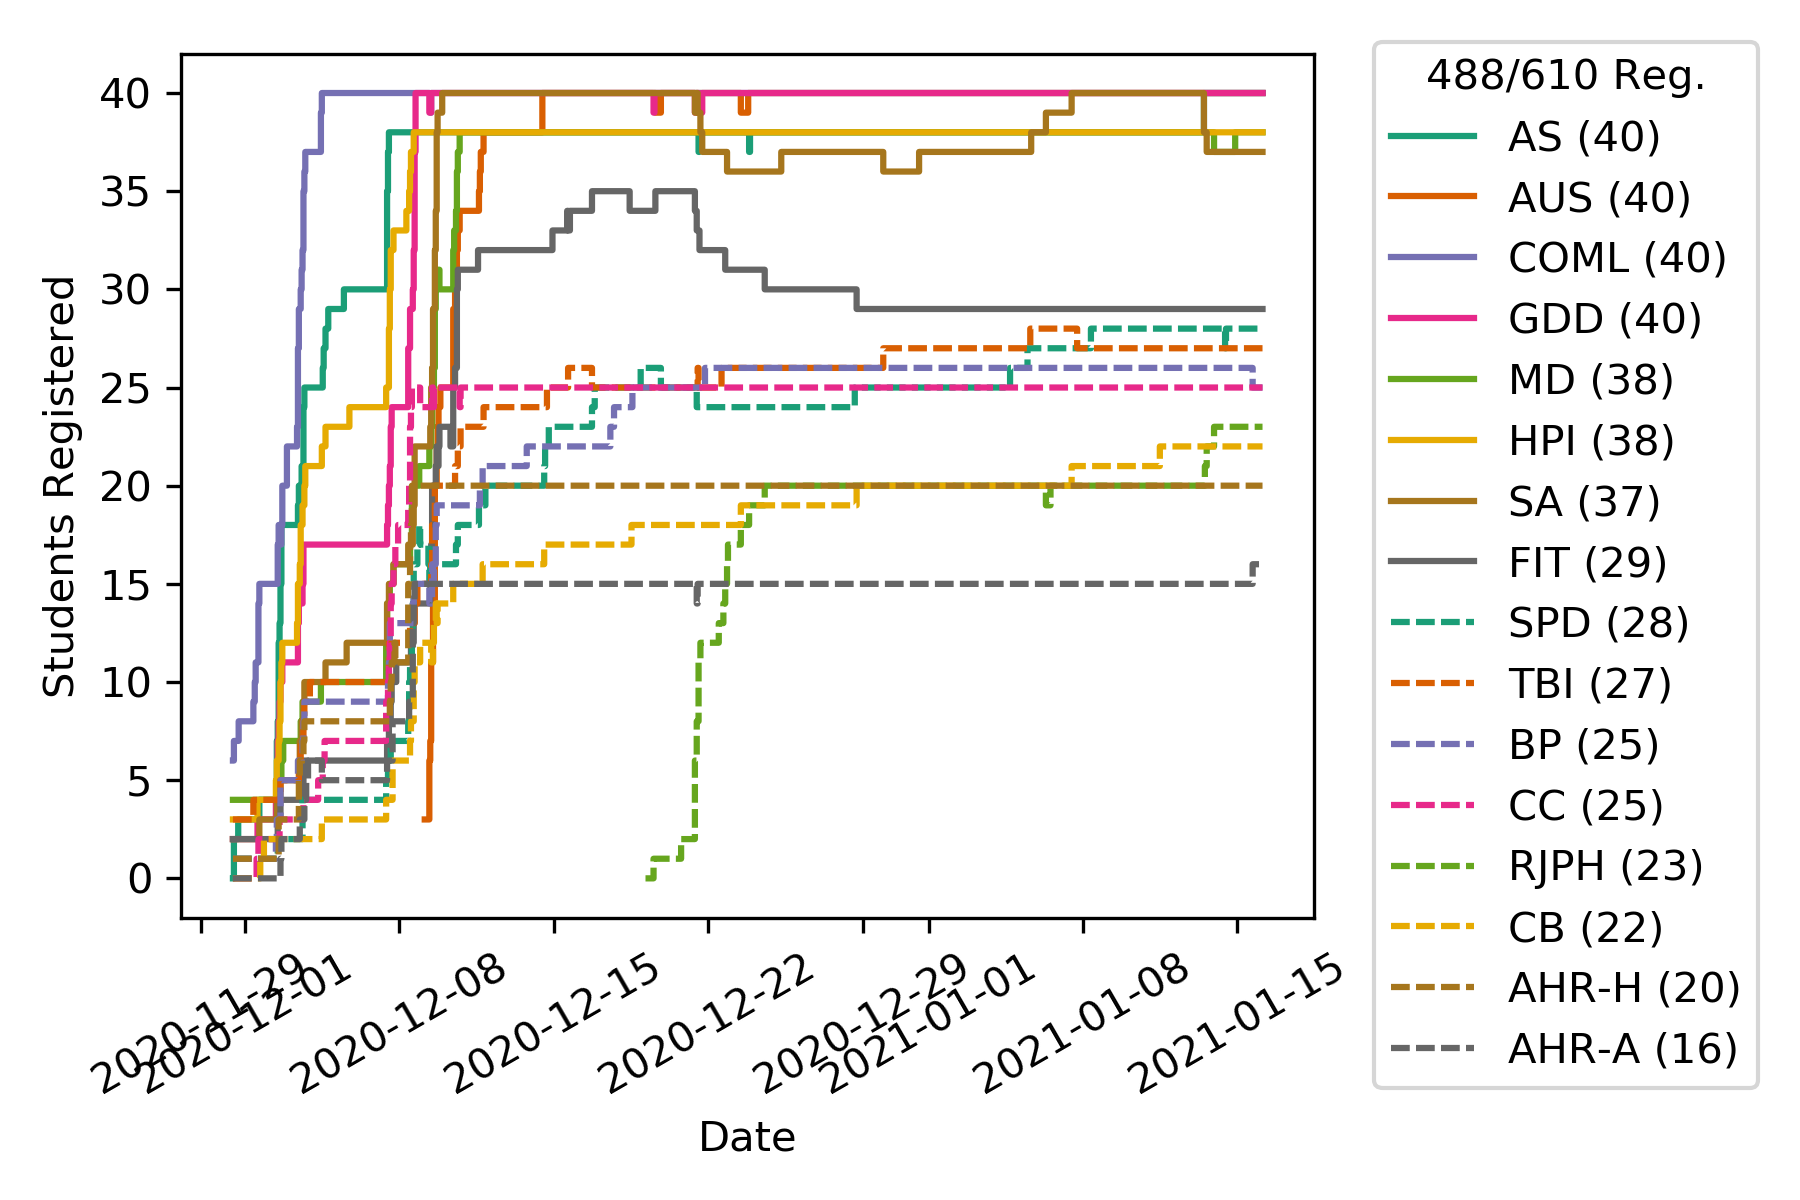 488/610 Reg.
AS (40)
AUS (40)
COML (40)
GDD (40)
MD (38)
HPI (38)
SA (37)
FIT (29)
SPD (28)
TBI (27)
BP (25)
CC (25)
RJPH (23)
CB (22)
AHR-H (20)
AHR-A (16)
Students Registered
40
35
30
25
20
15
10
5
0
2020-11-29
2020-12-01
2020-12-08
2020-12-15
2020-12-22
2020-12-29
2021-01-01
2021-01-08
2021-01-15
Date